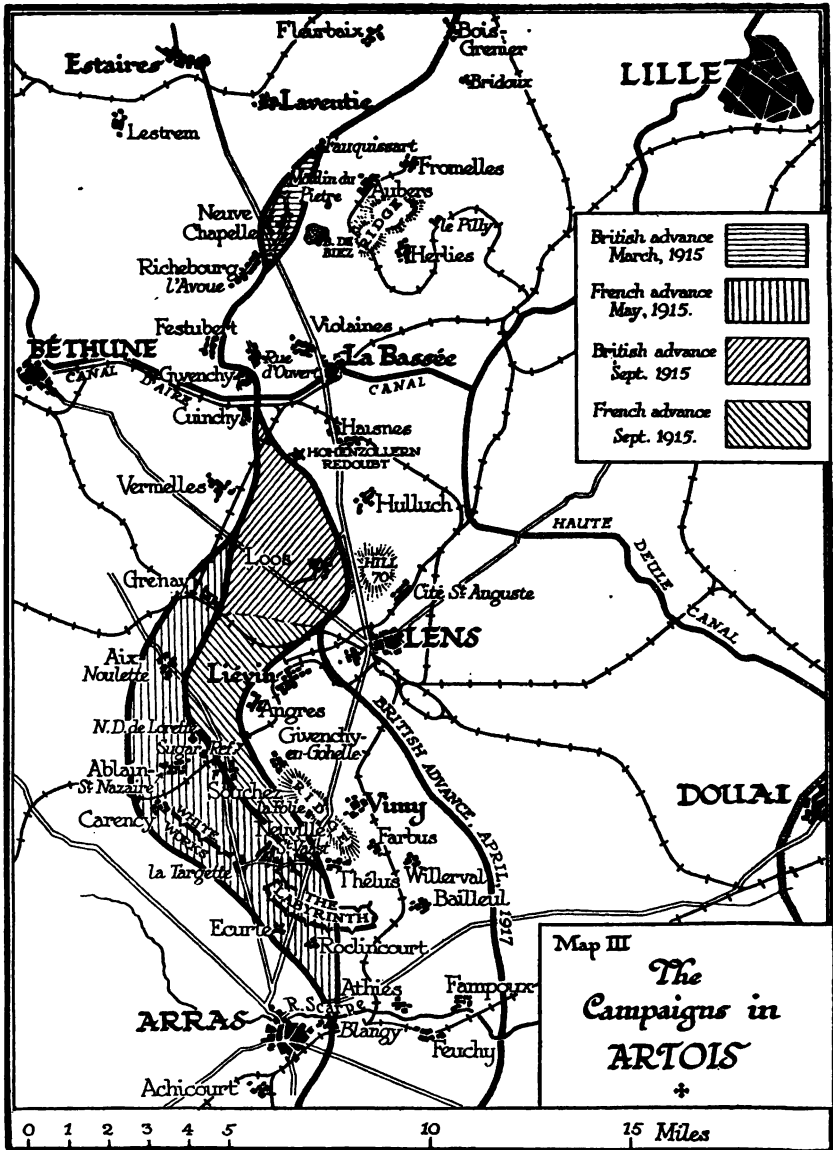 Fleurbaix
Bois-
Grenier
Estaires
Bridoux
LILLE
Laventie
Lestrem
Fauquissart
Fromelles
Moulin du
Pietre
Aubers
RIDGE
Neuve
Chapelle
B. DE
BIEZ
le Pilly
Herlies
Richebourg
l'Avoue
British advance
March, 1915
French advance
May, 1915.
British advance
Sept. 1915
French advance
Sept. 1915.
Festubert
Violaines
BÉTHUNE
Rue
d'Ouvert
La Bassée
CANAL
D'AIRE
Givenchy
CANAL
Cuinchy
Haisnes
HOHENZOLLERN
REDOUBT
Vermelles
Hulluch
HAUTE
DEULE
CANAL
Loos
HILL
70
Grenay
Cité St Auguste
LENS
Aix
Noulette
Liévin
Angres
N.D. de Lorette
Sugar Ref.
Givenchy-
en-Gohelle
BRITISH ADVANCE, APRIL, 1917
Ablain-
St Nazaire
Souchez
la Folie
RIDGE
Vimy
DOUAI
Carency
WHITE
WORKS
Neuville
St Vaast
Farbus
la Targette
Thélus
Willerval
Bailleul
THE
LABYRINTH
Ecurie
Roclincourt
Map III
The
Campaigns in
ARTOIS
Athies
Fampoux
R. Scarpe
ARRAS
Blangy
Feuchy
Achicourt
0 1 2 3 4 5 10 15 Miles